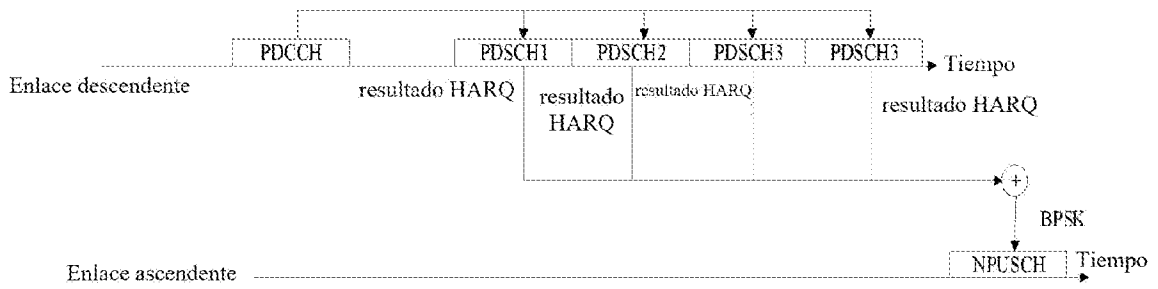 PDCCH
PDSCH1
PDSCH2
PDSCH3
PDSCH3
Tiempo
Enlace descendente
resultado HARQ
resultado
HARQ
resultado HARQ
resultado HARQ
+
BPSK
NPUSCH
Tiempo
Enlace ascendente